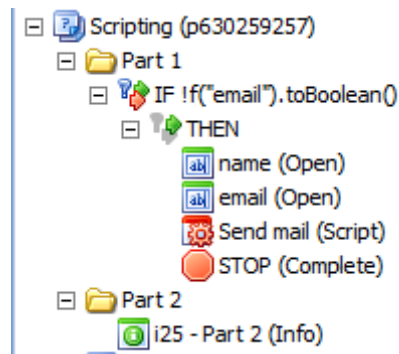 Scripting (p630259257)
Part 1
IF !f("email").toBoolean()
THEN
name (Open)
email (Open)
Send mail (Script)
STOP (Complete)
Part 2
i25 - Part 2 (Info)